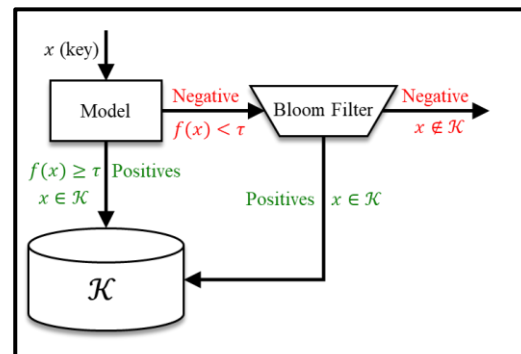 x (key)
Model
Negative
f(x) < τ
Bloom Filter
Negative
x ∉ 𝒦
f(x) ≥ τ Positives
x ∈ 𝒦
Positives x ∈ 𝒦
𝒦